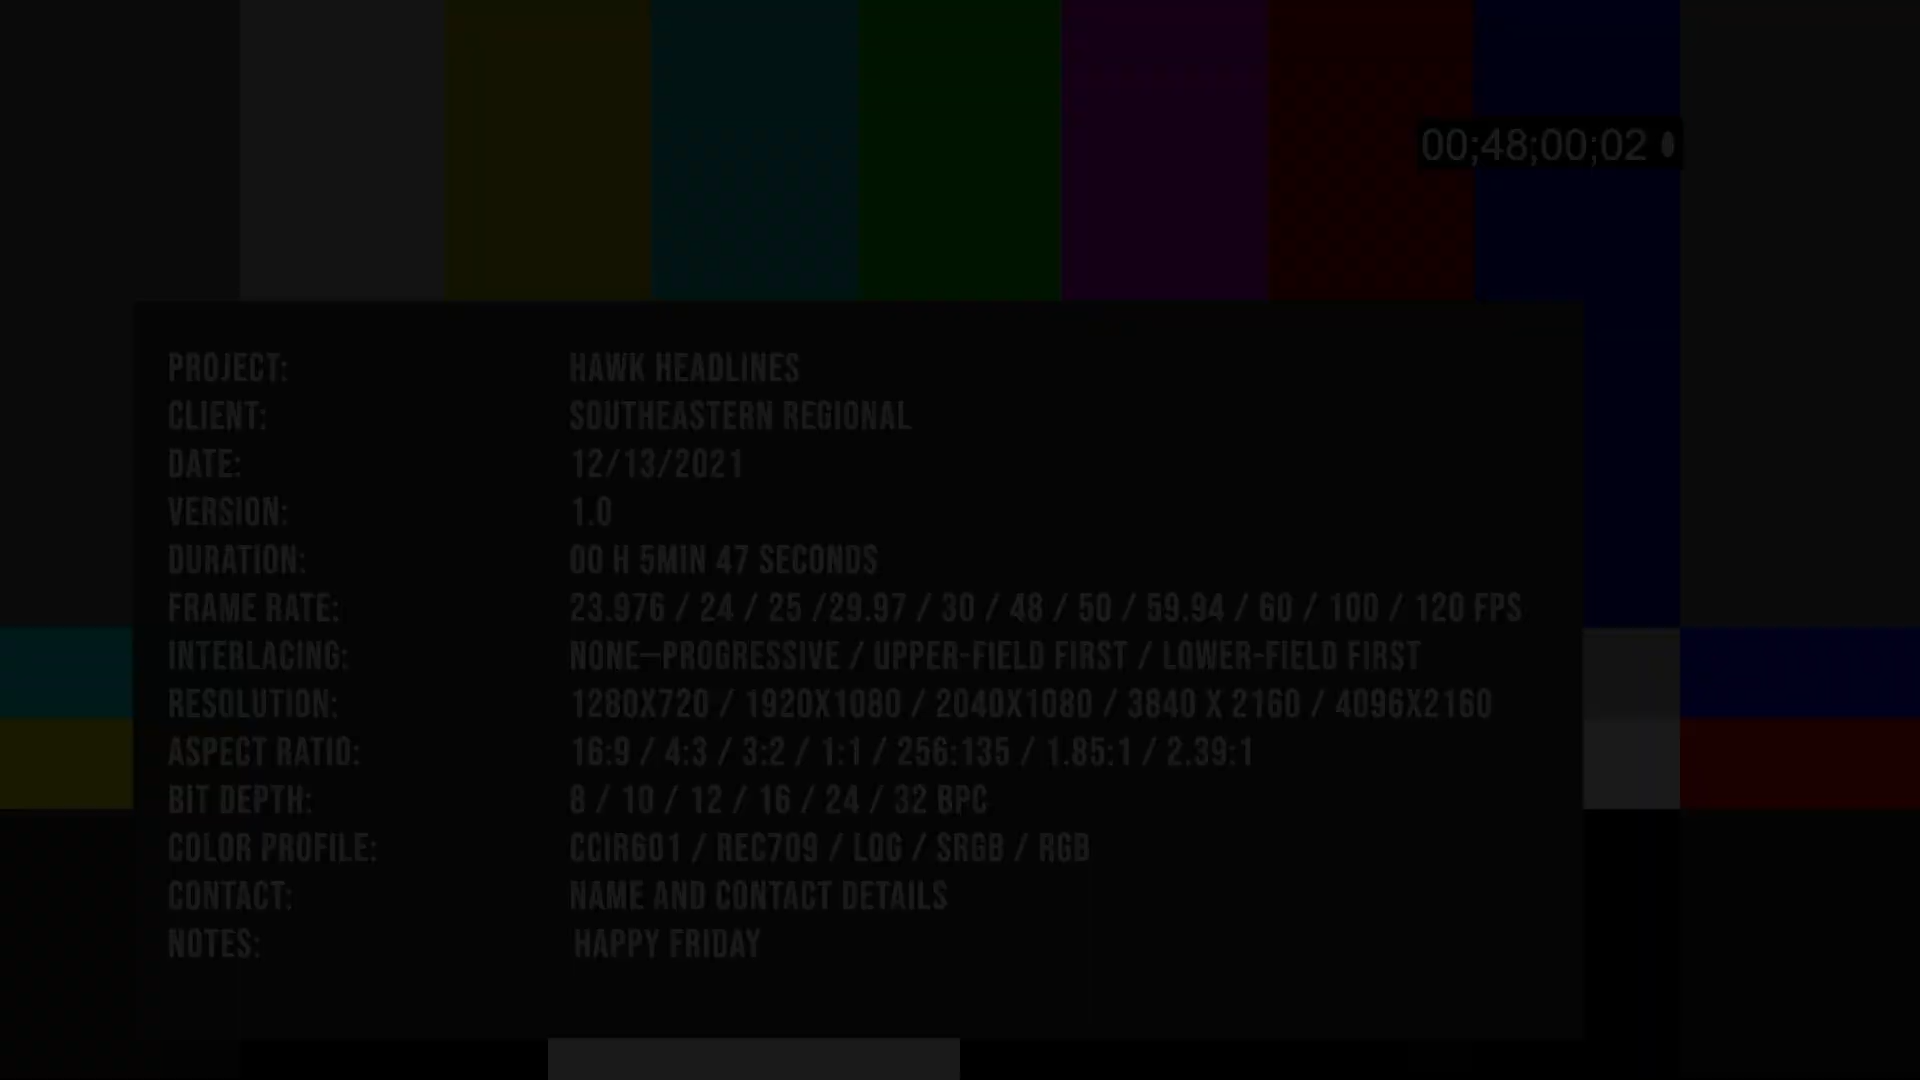 00;48;00;02
PROJECT: HAWK HEADLINES
CLIENT: SOUTHEASTERN REGIONAL
DATE: 12/13/2021
VERSION: 1.0
DURATION: 00 H 5MIN 47 SECONDS
FRAME RATE: 23.976 / 24 / 25 /29.97 / 30 / 48 / 50 / 59.94 / 60 / 100 / 120 FPS
INTERLACING: NONE—PROGRESSIVE / UPPER-FIELD FIRST / LOWER-FIELD FIRST
RESOLUTION: 1280X720 / 1920X1080 / 2040X1080 / 3840 X 2160 / 4096X2160
ASPECT RATIO: 16:9 / 4:3 / 3:2 / 1:1 / 256:135 / 1.85:1 / 2.39:1
BIT DEPTH: 8 / 10 / 12 / 16 / 24 / 32 BPC
COLOR PROFILE: CCIR601 / REC709 / LOG / SRGB / RGB
CONTACT: NAME AND CONTACT DETAILS
NOTES: HAPPY FRIDAY